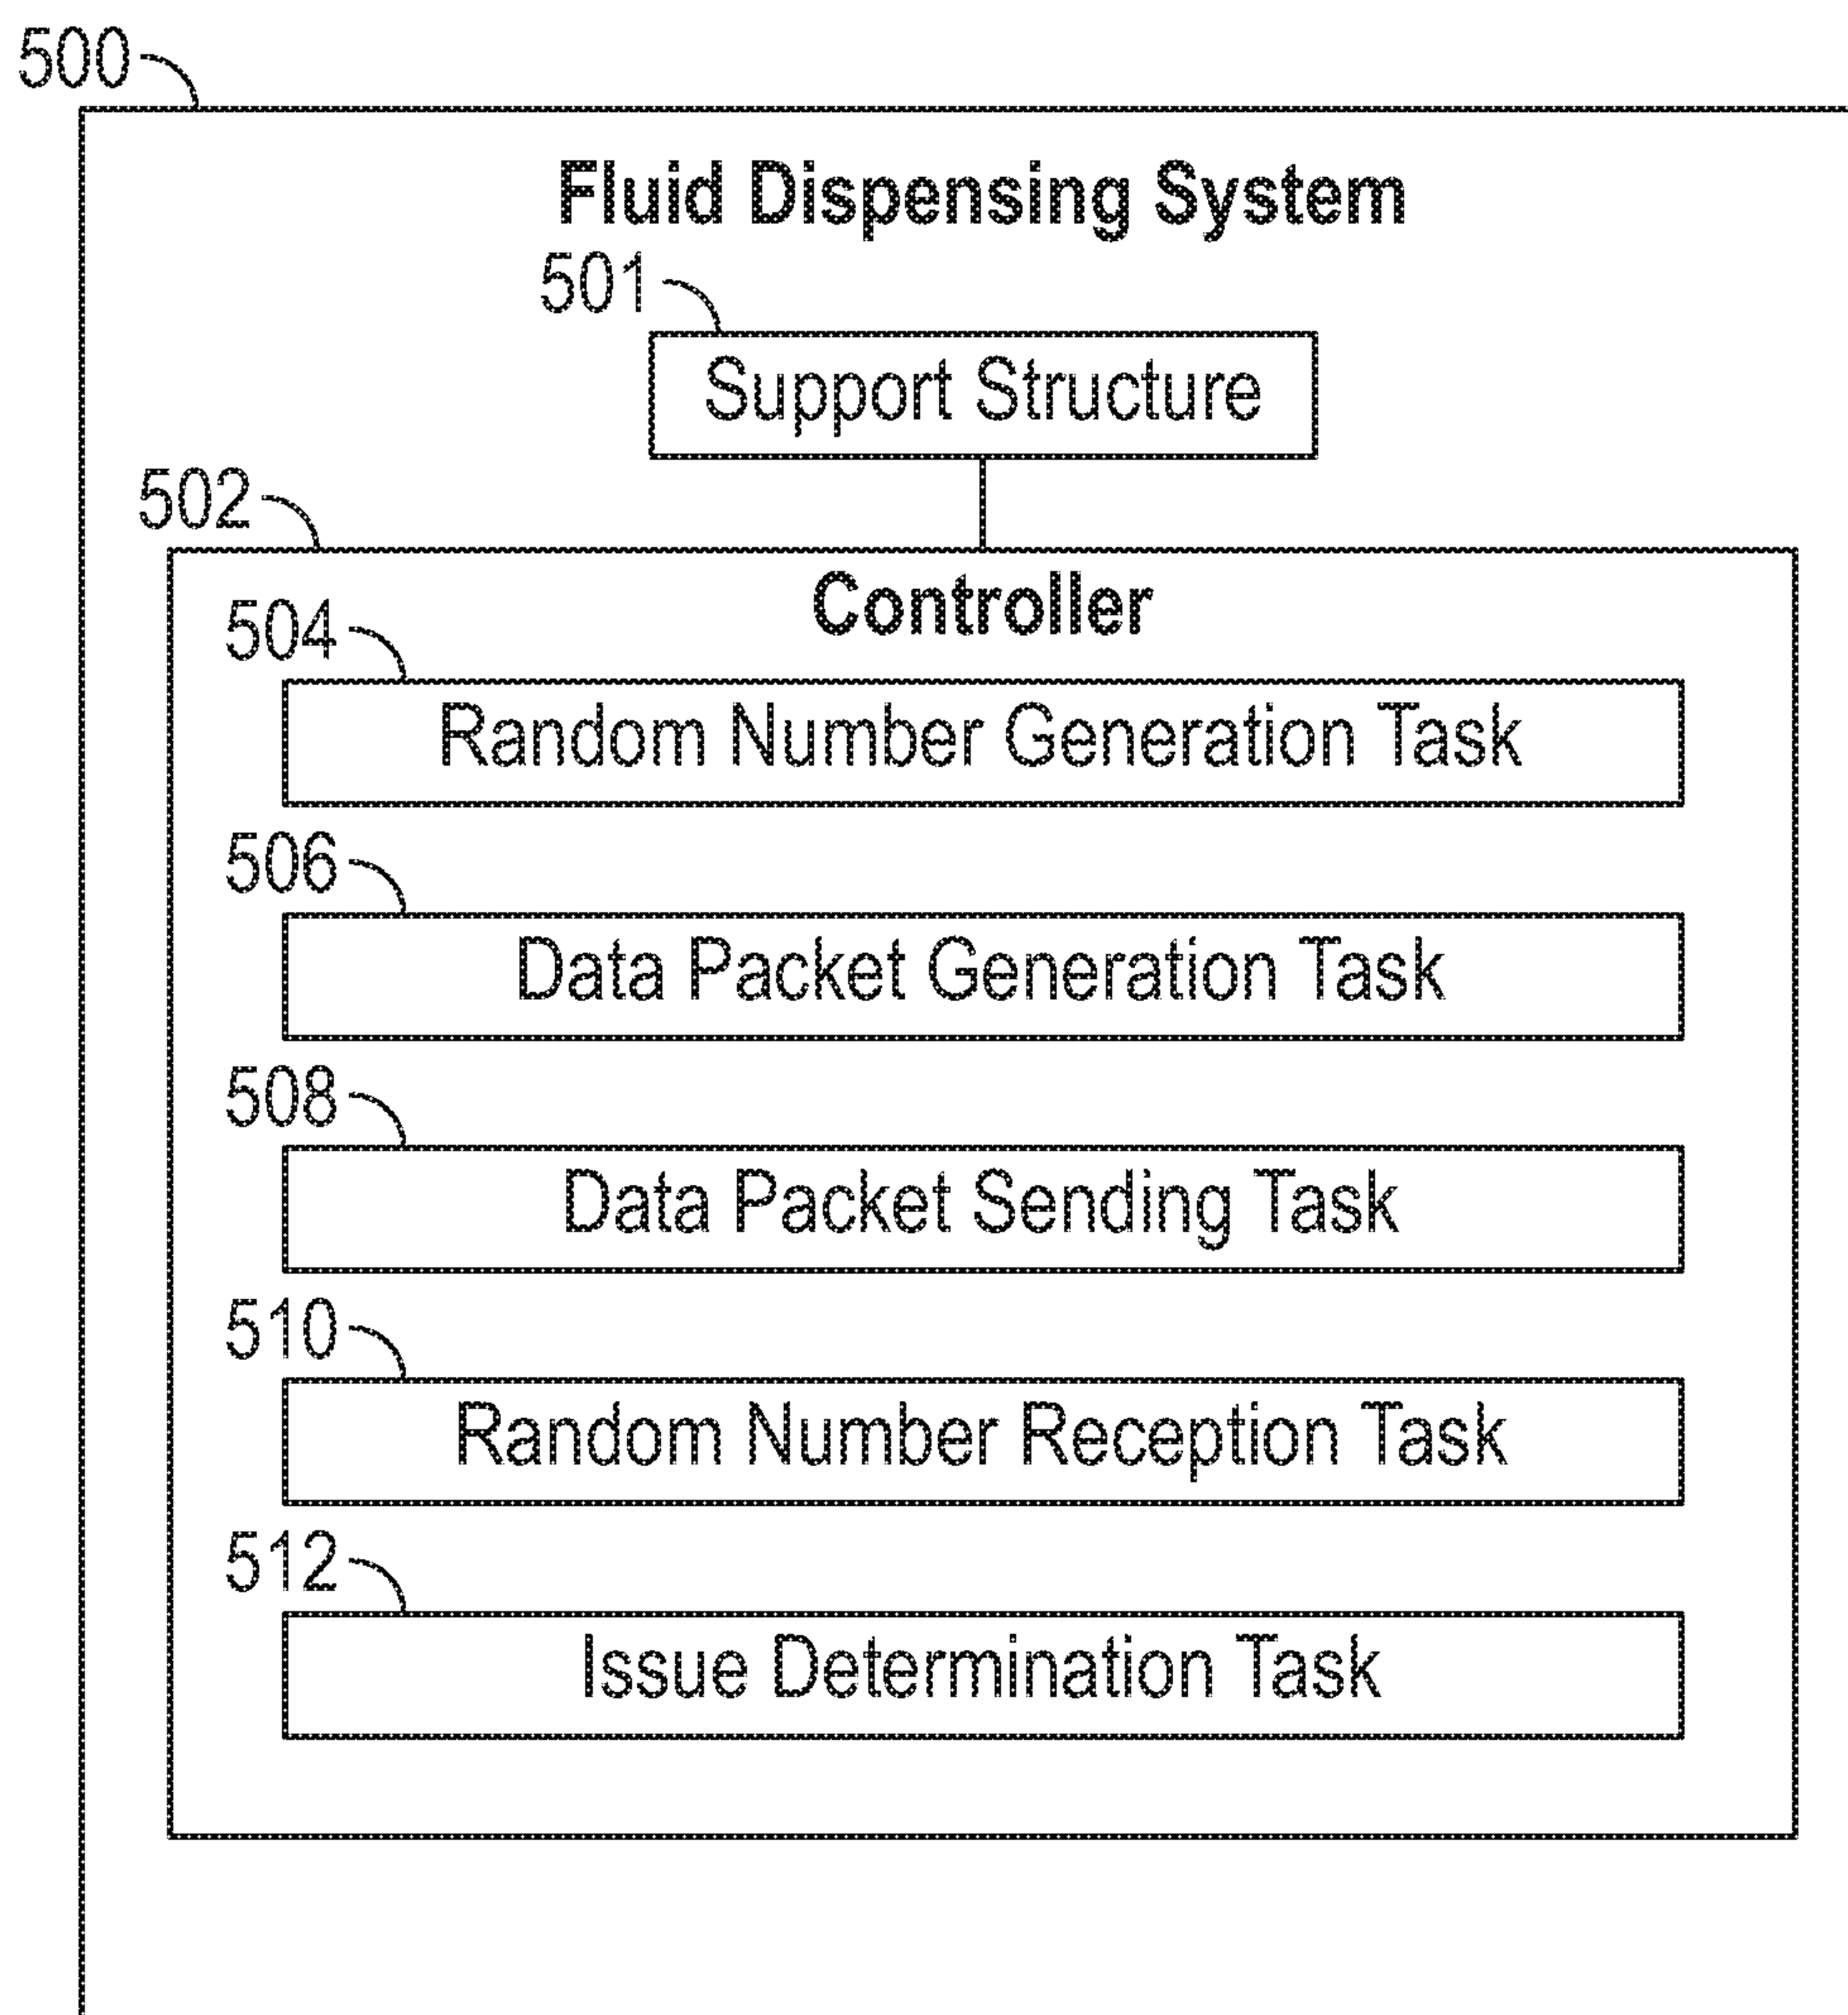 500
Fluid Dispensing System
501
Support Structure
502
Controller
504
Random Number Generation Task
506
Data Packet Generation Task
508
Data Packet Sending Task
510
Random Number Reception Task
512
Issue Determination Task